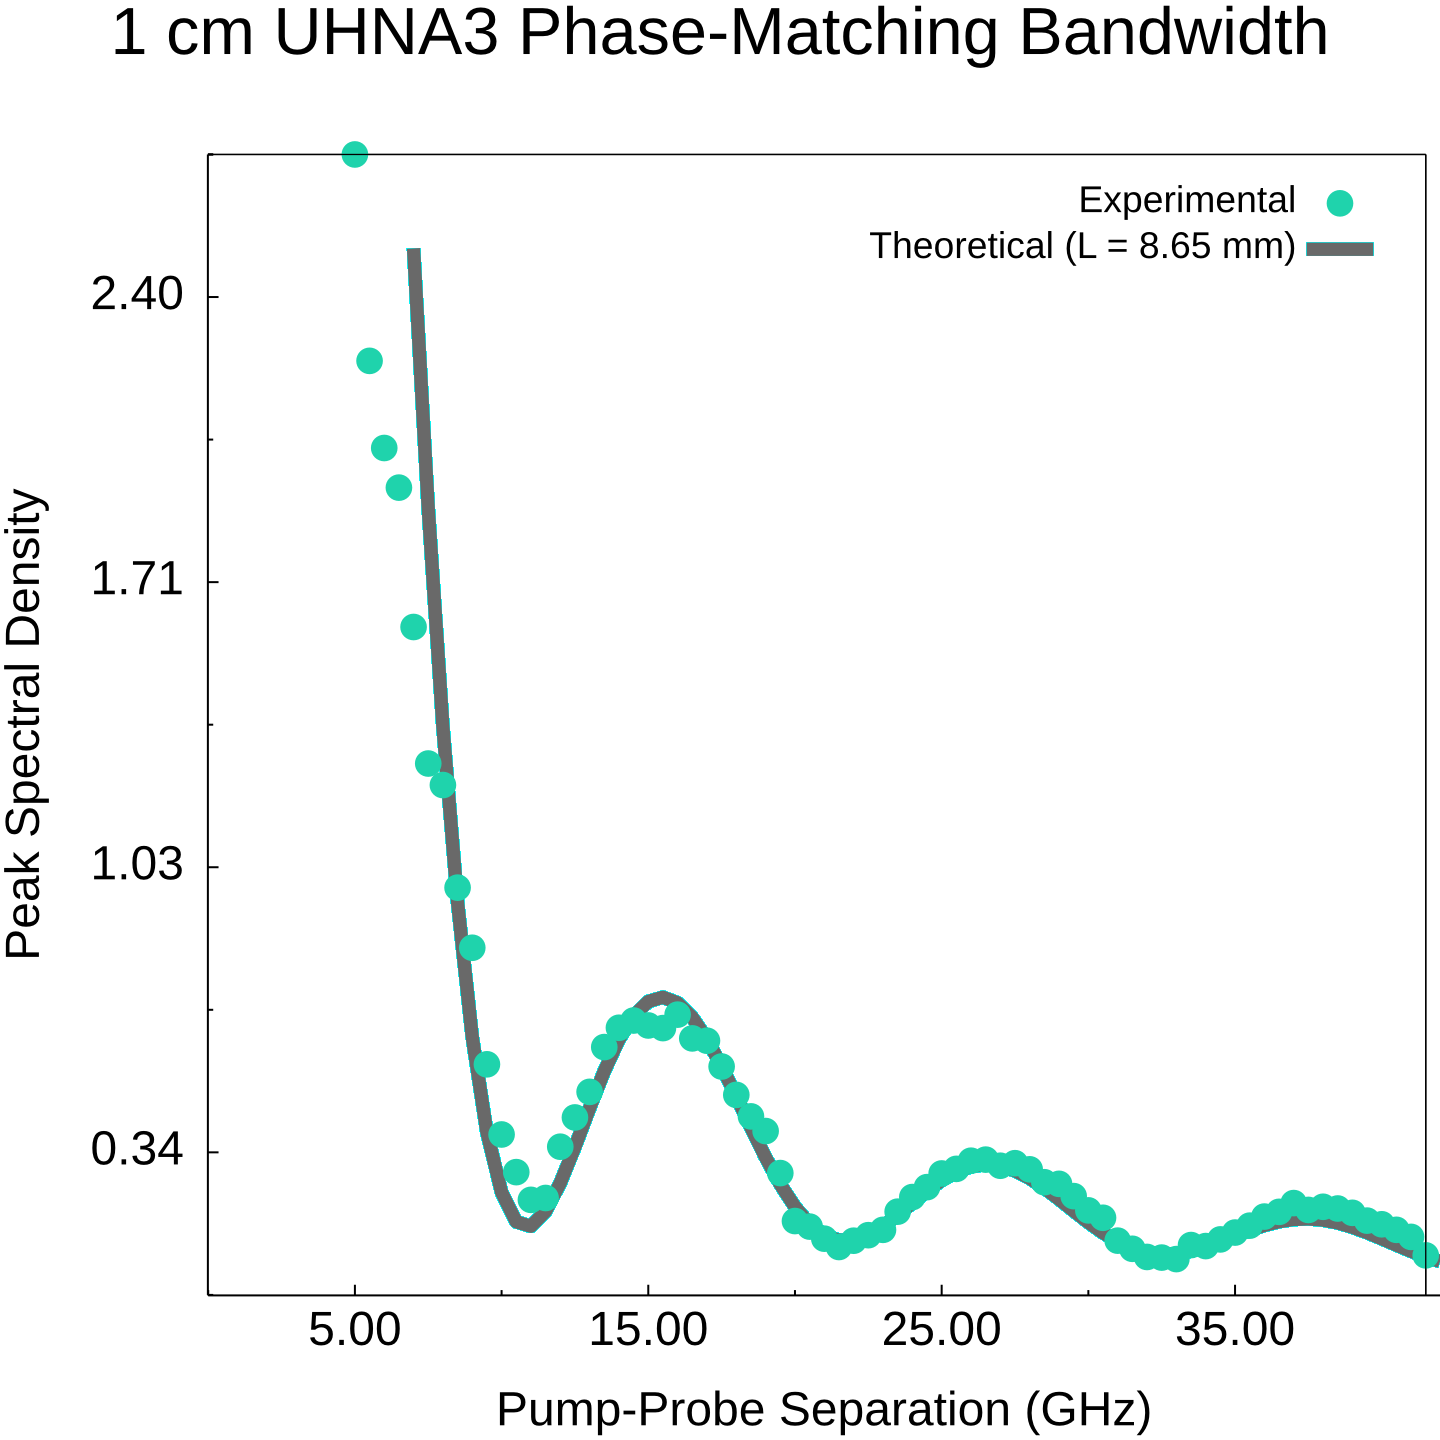 1 cm UHNA3 Phase-Matching Bandwidth
Experimental
Theoretical (L = 8.65 mm)
2.40
1.71
1.03
0.34
Peak Spectral Density
5.00 15.00 25.00 35.00
Pump-Probe Separation (GHz)